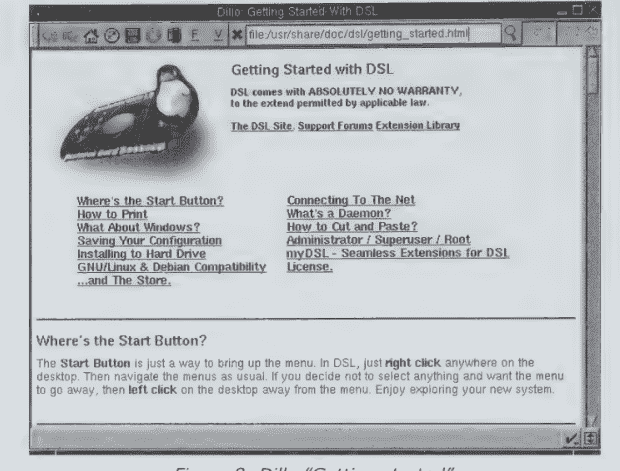 Dillo: Getting Started With DSL
file:/usr/share/doc/dsl/getting_started.html
Getting Started with DSL
DSL comes with ABSOLUTELY NO WARRANTY,
to the extend permitted by applicable law.
The DSL Site, Support Forums Extension Library
Where's the Start Button?
How to Print
What About Windows?
Saving Your Configuration
Installing to Hard Drive
GNU/Linux & Debian Compatibility
...and The Store.
Connecting To The Net
What's a Daemon?
How to Cut and Paste?
Administrator / Superuser / Root
myDSL - Seamless Extensions for DSL
License.
Where's the Start Button?
The Start Button is just a way to bring up the menu. In DSL, just right click anywhere on the
desktop. Then navigate the menus as usual. If you decide not to select anything and want the menu
to go away, then left click on the desktop away from the menu. Enjoy exploring your new system.